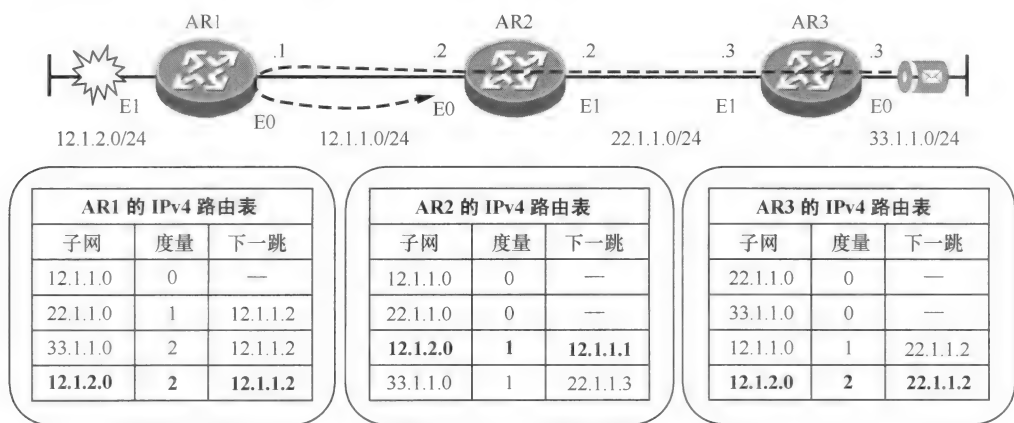 AR1 AR2 AR3
.1 .2 .2 .3 .3
E1 E0 E0 E1 E1 E0
12.1.2.0/24 12.1.1.0/24 22.1.1.0/24 33.1.1.0/24
AR1 的 IPv4 路由表
子网 度量 下一跳
12.1.1.0 0 —
22.1.1.0 1 12.1.1.2
33.1.1.0 2 12.1.1.2
12.1.2.0 2 12.1.1.2
AR2 的 IPv4 路由表
子网 度量 下一跳
12.1.1.0 0 —
22.1.1.0 0 —
12.1.2.0 1 12.1.1.1
33.1.1.0 1 22.1.1.3
AR3 的 IPv4 路由表
子网 度量 下一跳
22.1.1.0 0 —
33.1.1.0 0 —
12.1.1.0 1 22.1.1.2
12.1.2.0 2 22.1.1.2